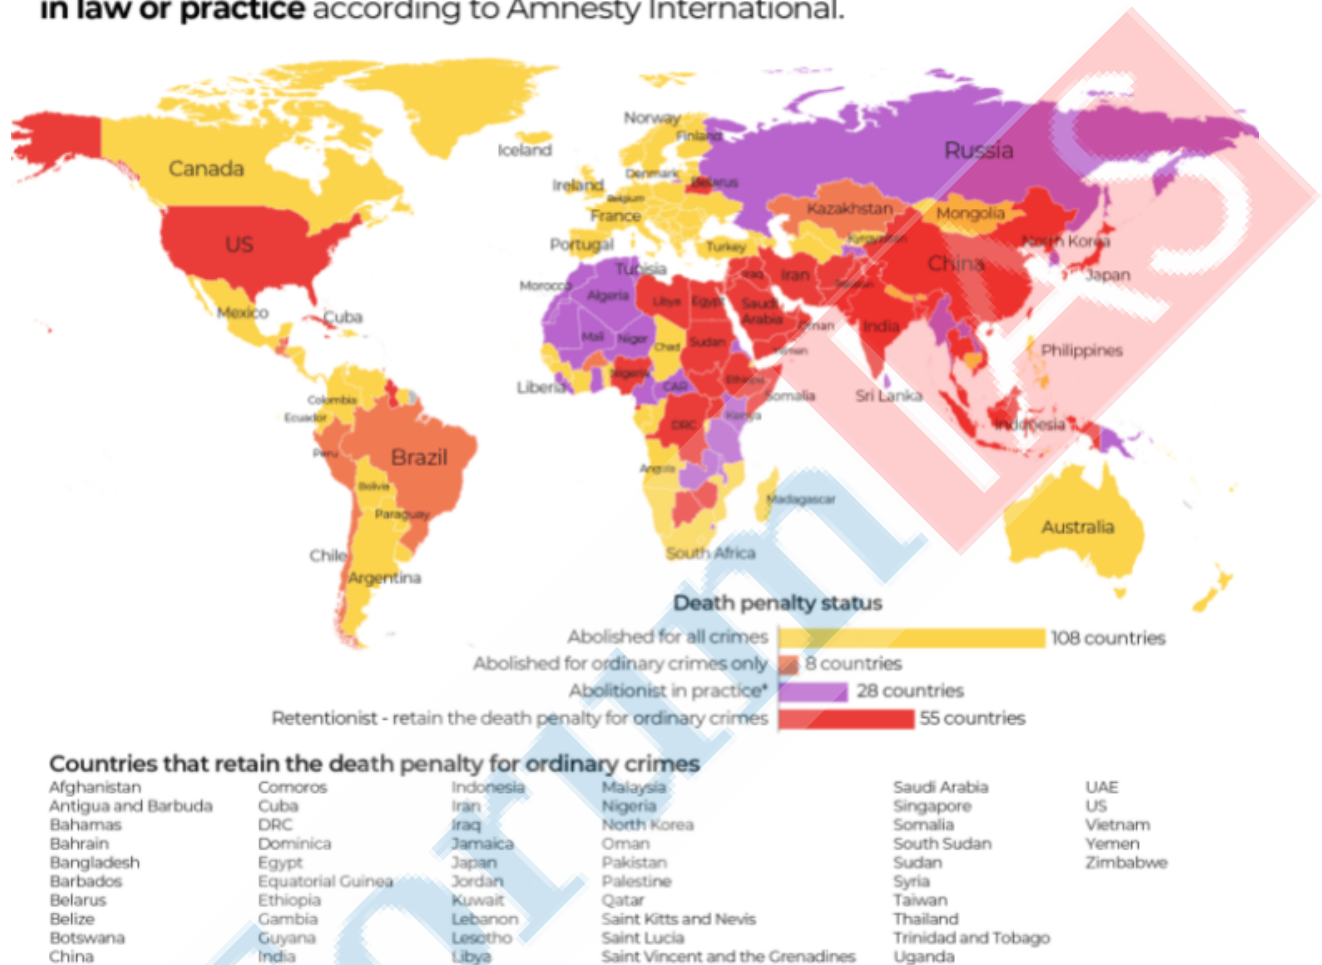 in law or practice according to Amnesty International.
Norway
Finland
Iceland
Russia
Canada
Denmark
Ireland
Belarus
Belgium
France
Kazakhstan
Mongolia
US
Portugal
Turkey
Kyrgyzstan
North Korea
Tunisia
China
Japan
Morocco
Algeria
Iraq
Iran
Pakistan
Libya
Egypt
Saudi
Arabia
Mexico
Cuba
Oman
India
Mali
Niger
Chad
Sudan
Yemen
Philippines
Nigeria
Ethiopia
Liberia
CAR
Somalia
Sri Lanka
Colombia
Ecuador
Kenya
DRC
Indonesia
Peru
Brazil
Angola
Bolivia
Madagascar
Paraguay
Australia
Chile
South Africa
Argentina
Death penalty status
Abolished for all crimes 108 countries
Abolished for ordinary crimes only 8 countries
Abolitionist in practice* 28 countries
Retentionist - retain the death penalty for ordinary crimes 55 countries
Countries that retain the death penalty for ordinary crimes
Afghanistan Comoros Indonesia Malaysia Saudi Arabia UAE
Antigua and Barbuda Cuba Iran Nigeria Singapore US
Bahamas DRC Iraq North Korea Somalia Vietnam
Bahrain Dominica Jamaica Oman South Sudan Yemen
Bangladesh Egypt Japan Pakistan Sudan Zimbabwe
Barbados Equatorial Guinea Jordan Palestine Syria
Belarus Ethiopia Kuwait Qatar Taiwan
Belize Gambia Lebanon Saint Kitts and Nevis Thailand
Botswana Guyana Lesotho Saint Lucia Trinidad and Tobago
China India Libya Saint Vincent and the Grenadines Uganda
forumIAS